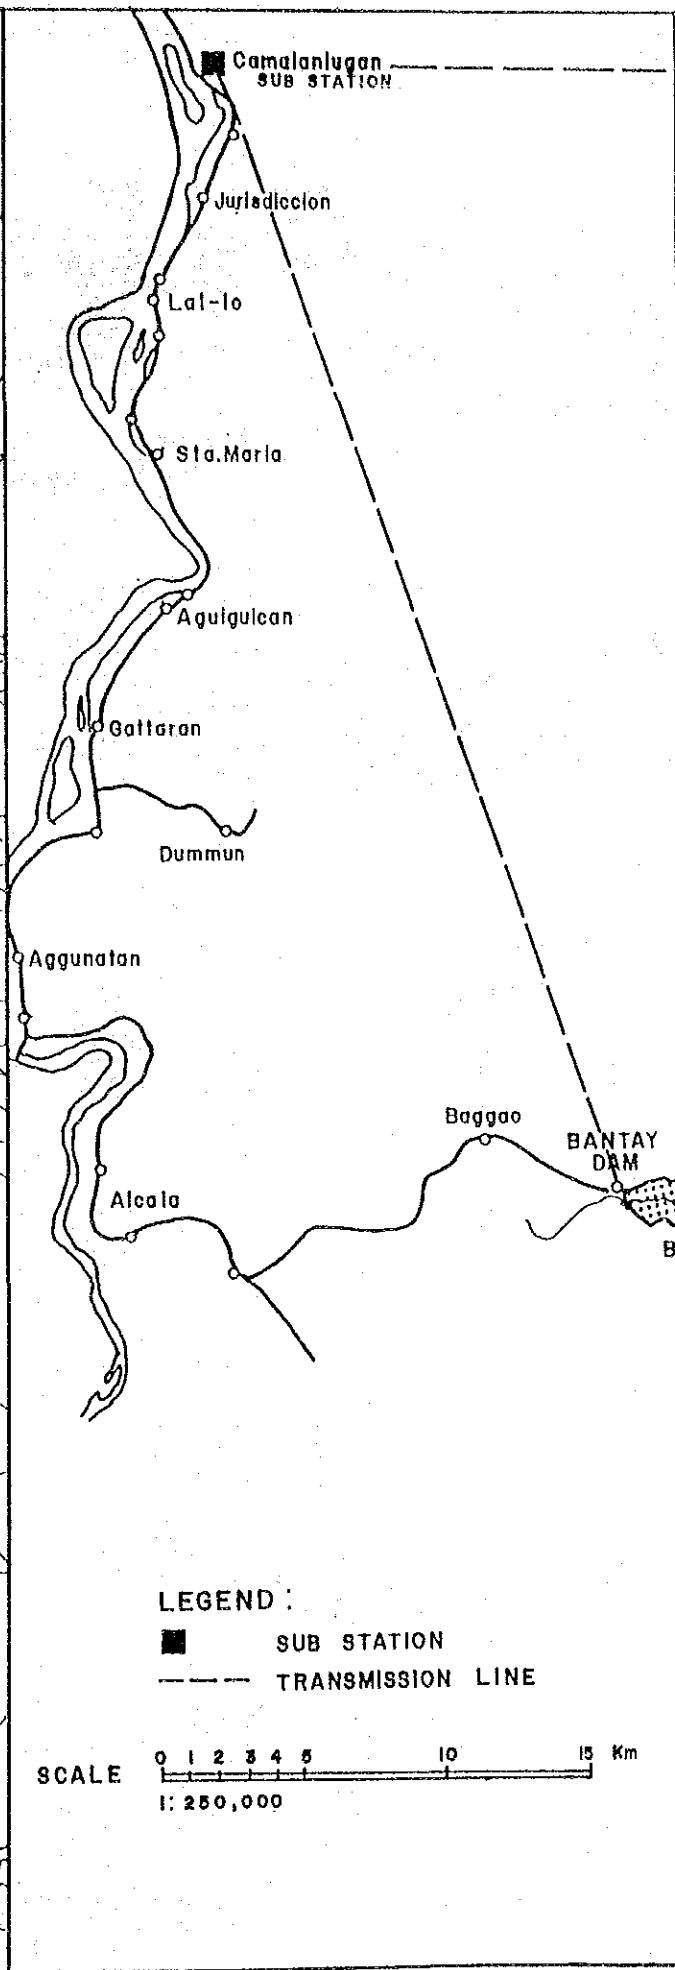 Camalaniugan
SUB STATION
Jurisdiccion
Lal-lo
Sta.Maria
Aguiguican
Gattaran
Dummun
Aggunatan
Baggao
BANTAY
DAM
Alcala
B
LEGEND :
SUB STATION
TRANSMISSION LINE
0 1 2 3 4 5 10 15 Km
SCALE
1: 250,000